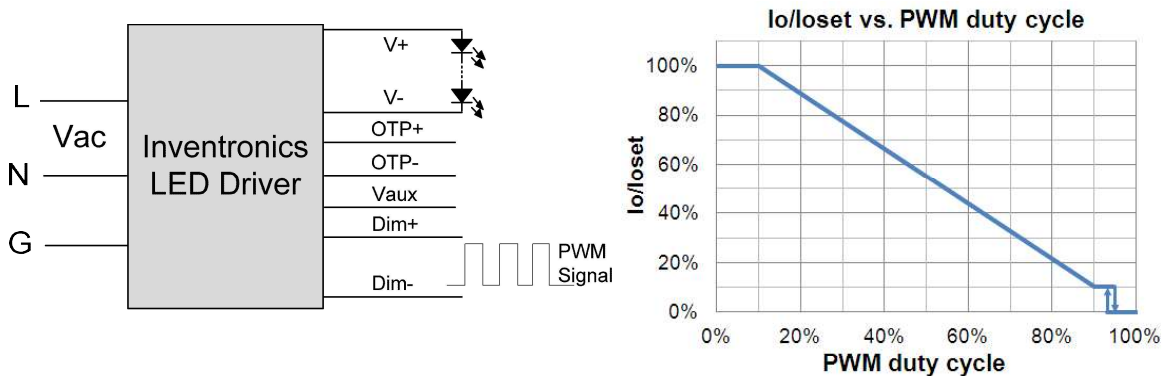 L
Vac
N
G
Inventronics
LED Driver
V+
V-
OTP+
OTP-
Vaux
Dim+
Dim-
PWM
Signal
Io/Ioset vs. PWM duty cycle
Io/Ioset
100%
80%
60%
40%
20%
0%
0% 20% 40% 60% 80% 100%
PWM duty cycle